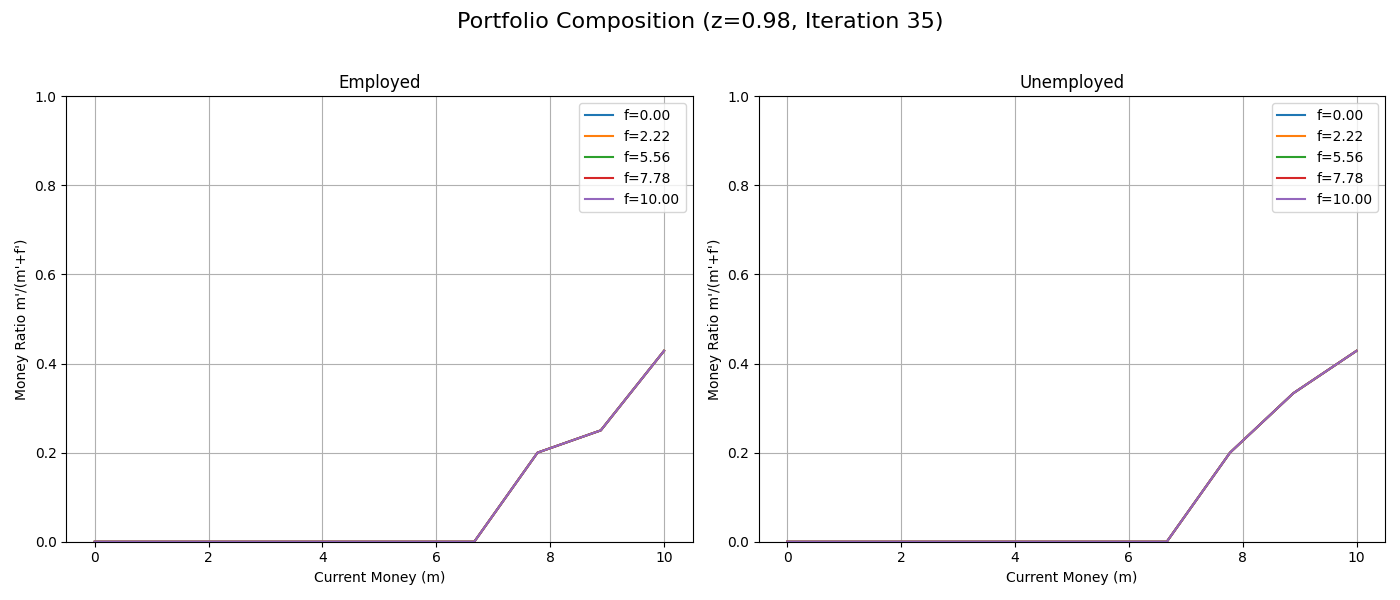 Portfolio Composition (z=0.98, Iteration 35)
Employed
Money Ratio m'/(m'+f')
1.0
0.8
0.6
0.4
0.2
0.0
f=0.00
f=2.22
f=5.56
f=7.78
f=10.00
0 2 4 6 8 10
Current Money (m)
Unemployed
Money Ratio m'/(m'+f')
1.0
0.8
0.6
0.4
0.2
0.0
f=0.00
f=2.22
f=5.56
f=7.78
f=10.00
0 2 4 6 8 10
Current Money (m)